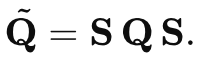 Q̃ = S Q S.